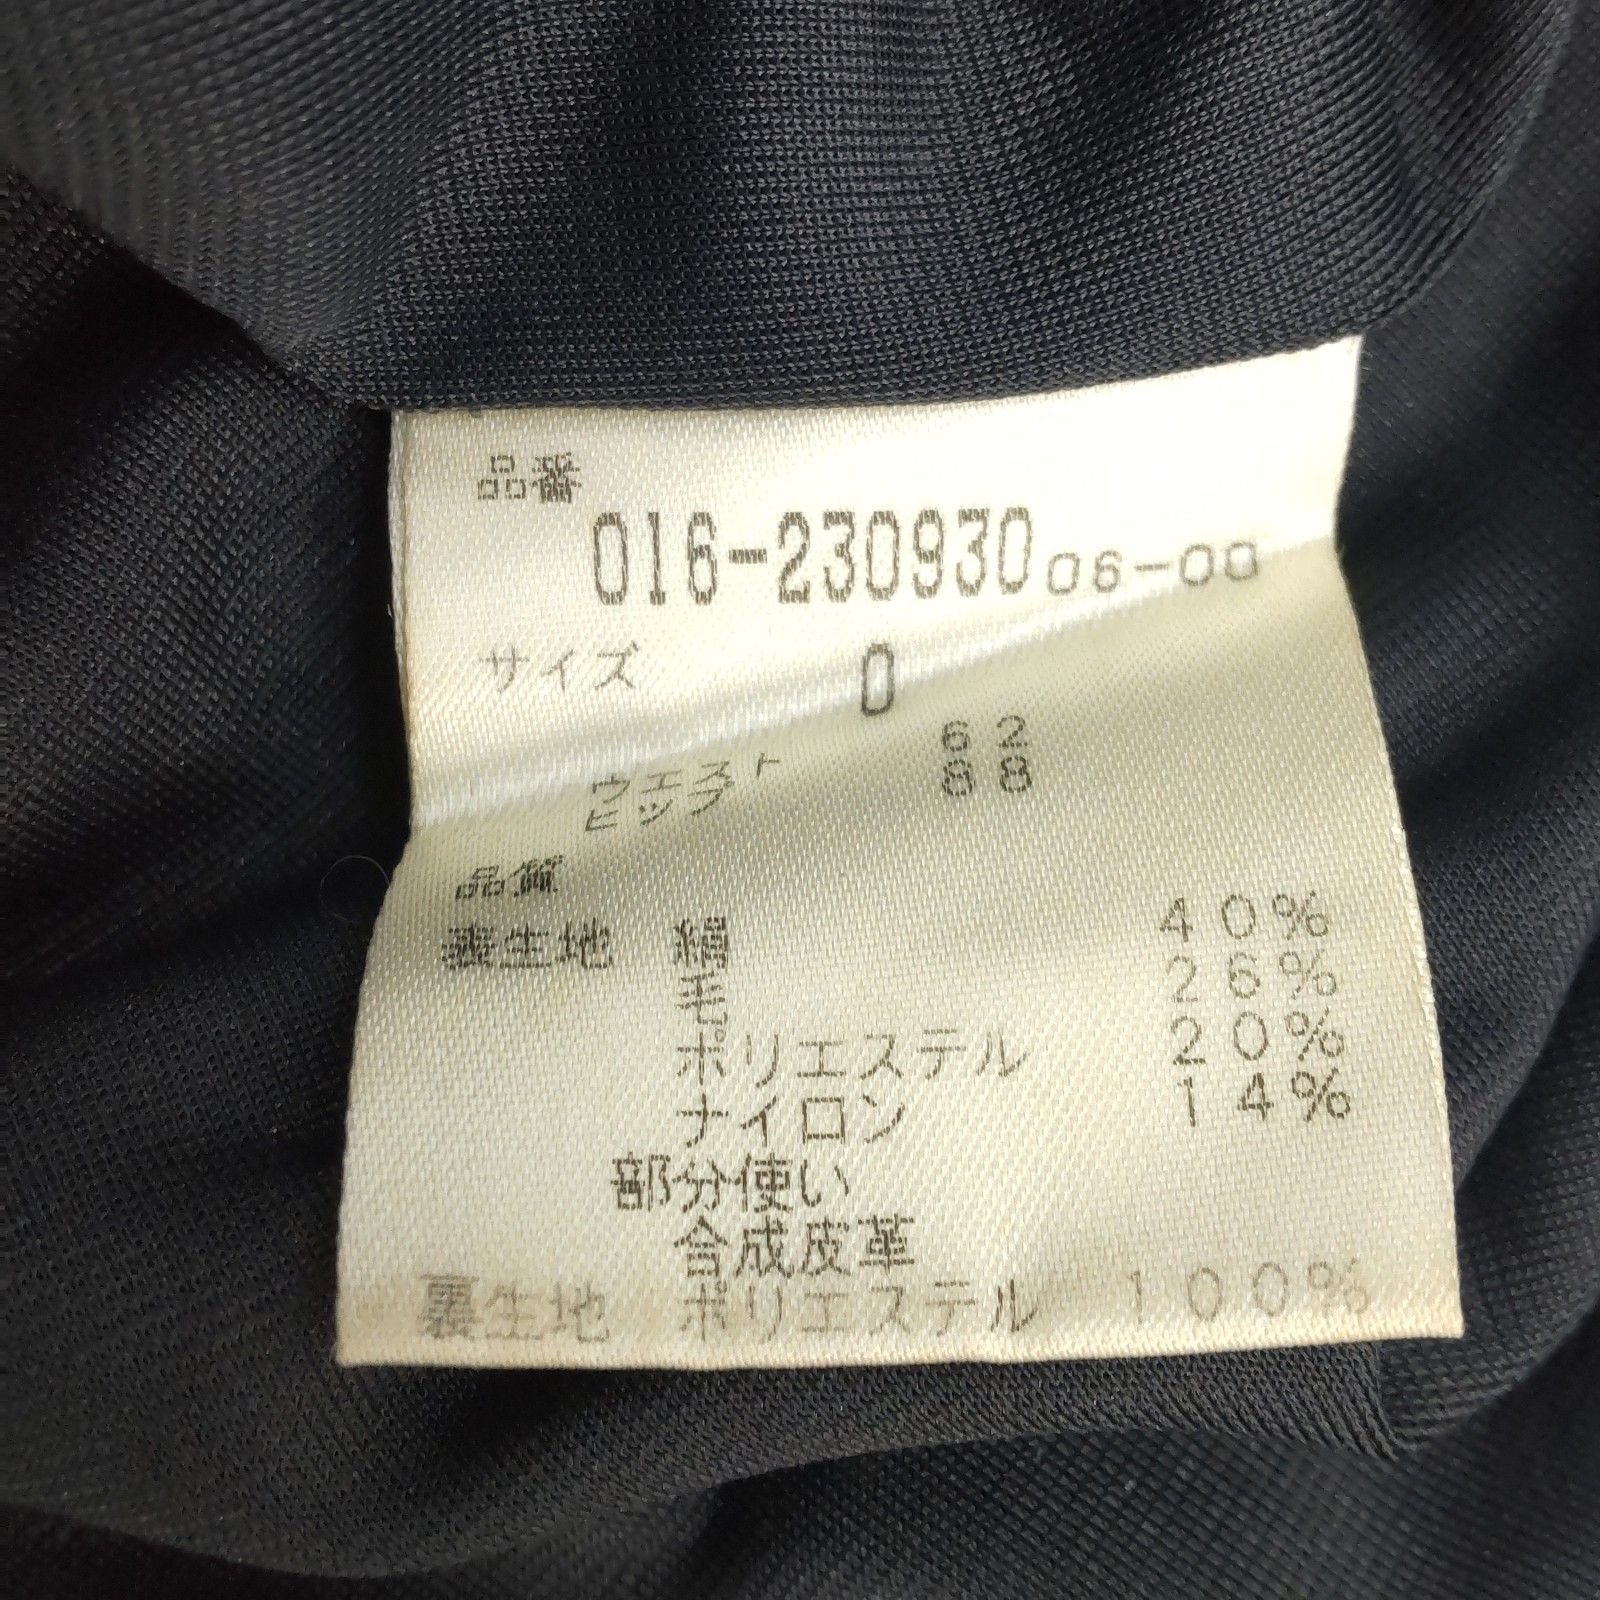 品番
016-230930 06-00
サイズ 0
ウエスト 62
ヒップ 88
品質
表生地 絹 40%
毛 26%
ポリエステル 20%
ナイロン 14%
部分使い
合成皮革
裏生地 ポリエステル 100%